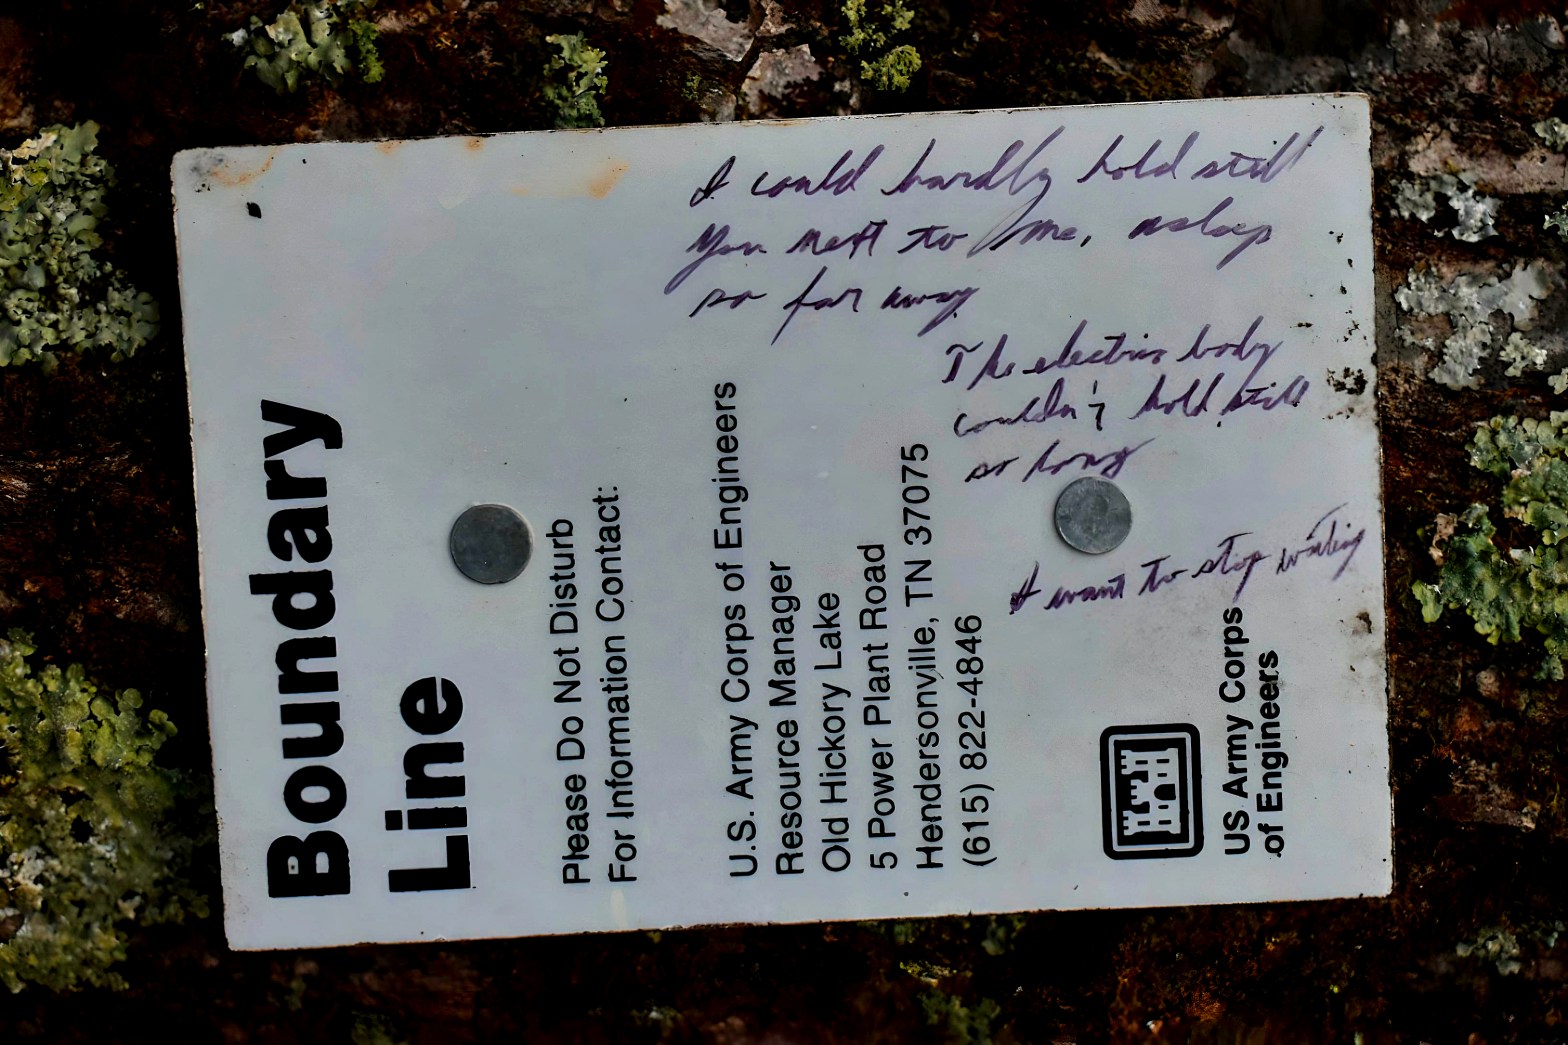 Boundary
Line
Please Do Not Disturb
For Information Contact:
U.S. Army Corps of Engineers
Resource Manager
Old Hickory Lake
5 Power Plant Road
Hendersonville, TN 37075
(615) 822-4846
US Army Corps
of Engineers
I could hardly hold still
You next to me, asleep
so far away
The electric body
couldn't hold still
so long
I want to stop waiting